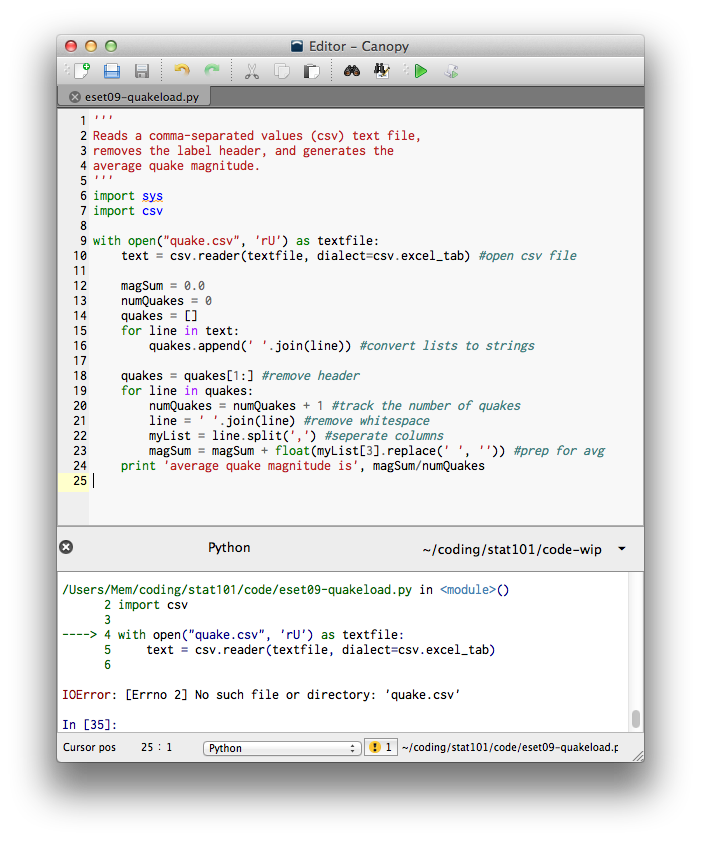 Editor – Canopy
eset09-quakeload.py
1 '''
2 Reads a comma-separated values (csv) text file,
3 removes the label header, and generates the
4 average quake magnitude.
5 '''
6 import sys
7 import csv
8
9 with open("quake.csv", 'rU') as textfile:
10     text = csv.reader(textfile, dialect=csv.excel_tab) #open csv file
11
12     magSum = 0.0
13     numQuakes = 0
14     quakes = []
15     for line in text:
16         quakes.append(' '.join(line)) #convert lists to strings
17
18     quakes = quakes[1:] #remove header
19     for line in quakes:
20         numQuakes = numQuakes + 1 #track the number of quakes
21         line = ' '.join(line) #remove whitespace
22         myList = line.split(',') #seperate columns
23         magSum = magSum + float(myList[3].replace(' ', '')) #prep for avg
24     print 'average quake magnitude is', magSum/numQuakes
25
Python ~/coding/stat101/code-wip
/Users/Mem/coding/stat101/code/eset09-quakeload.py in <module>()
      2 import csv
      3
----> 4 with open("quake.csv", 'rU') as textfile:
      5     text = csv.reader(textfile, dialect=csv.excel_tab)
      6
IOError: [Errno 2] No such file or directory: 'quake.csv'
In [35]:
Cursor pos 25 : 1 Python 1 ~/coding/stat101/code/eset09-quakeload.p